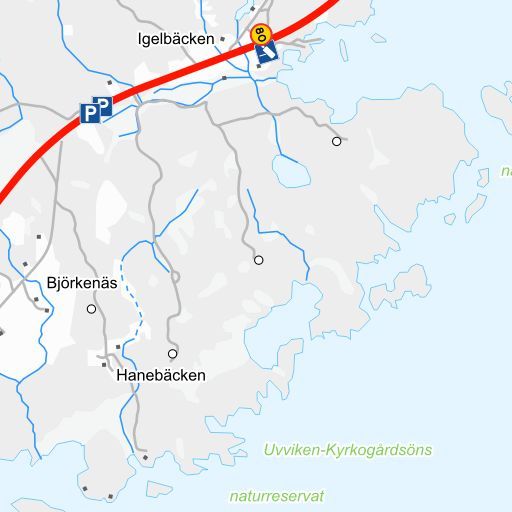 Igelbäcken
80
P
P
n
Björkenäs
Hanebäcken
Uvviken-Kyrkogårdsöns
naturreservat